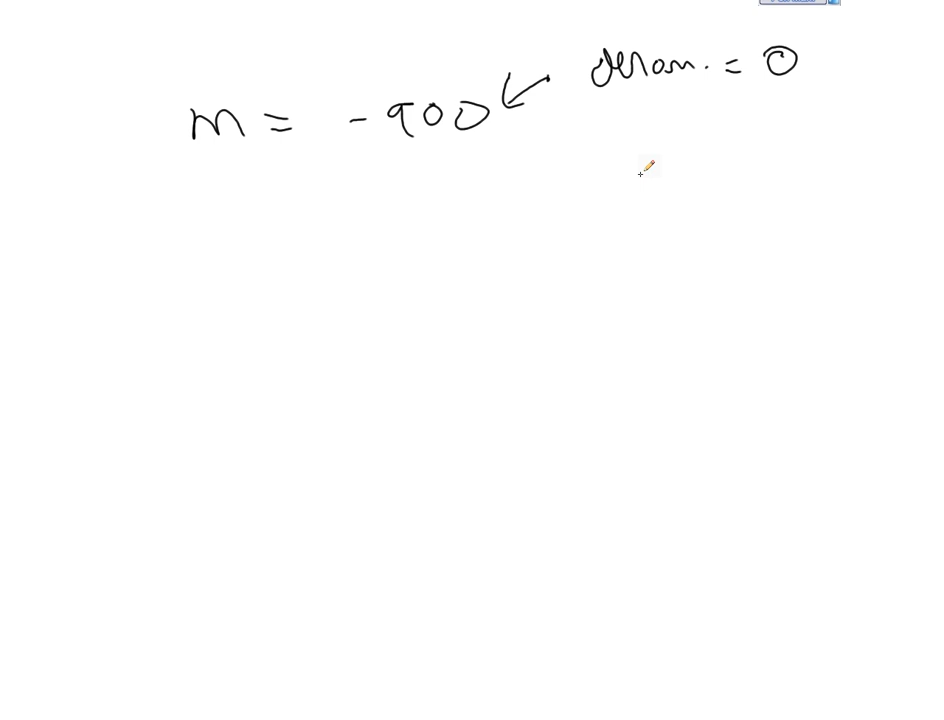 denom. = 0
m = -900